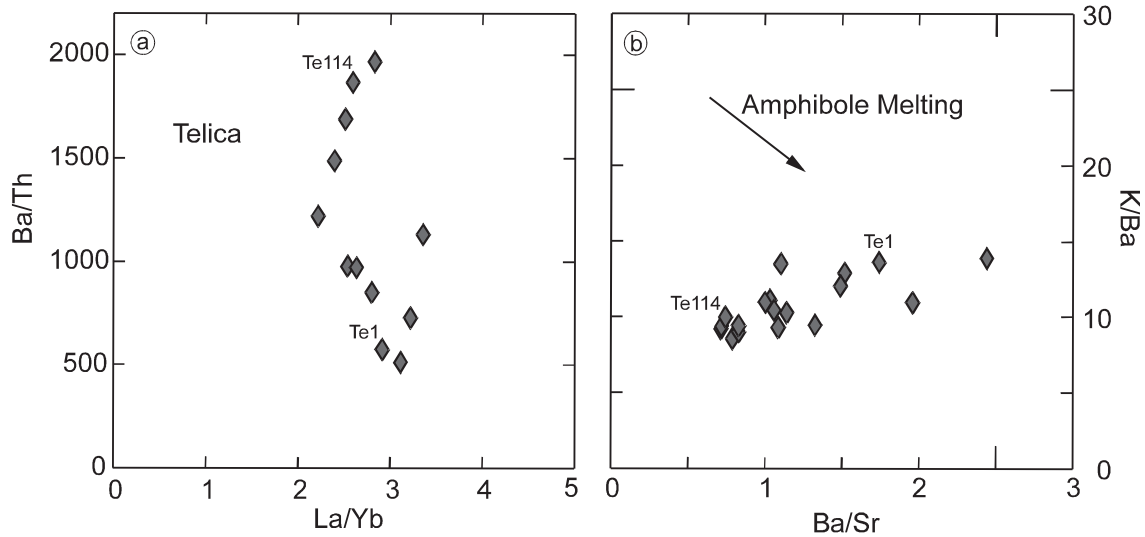 a
Te114
Telica
Te1
Ba/Th
2000
1500
1000
500
0
0 1 2 3 4 5
La/Yb
b
Amphibole Melting
Te1
Te114
30
20
10
0
K/Ba
0 1 2 3
Ba/Sr